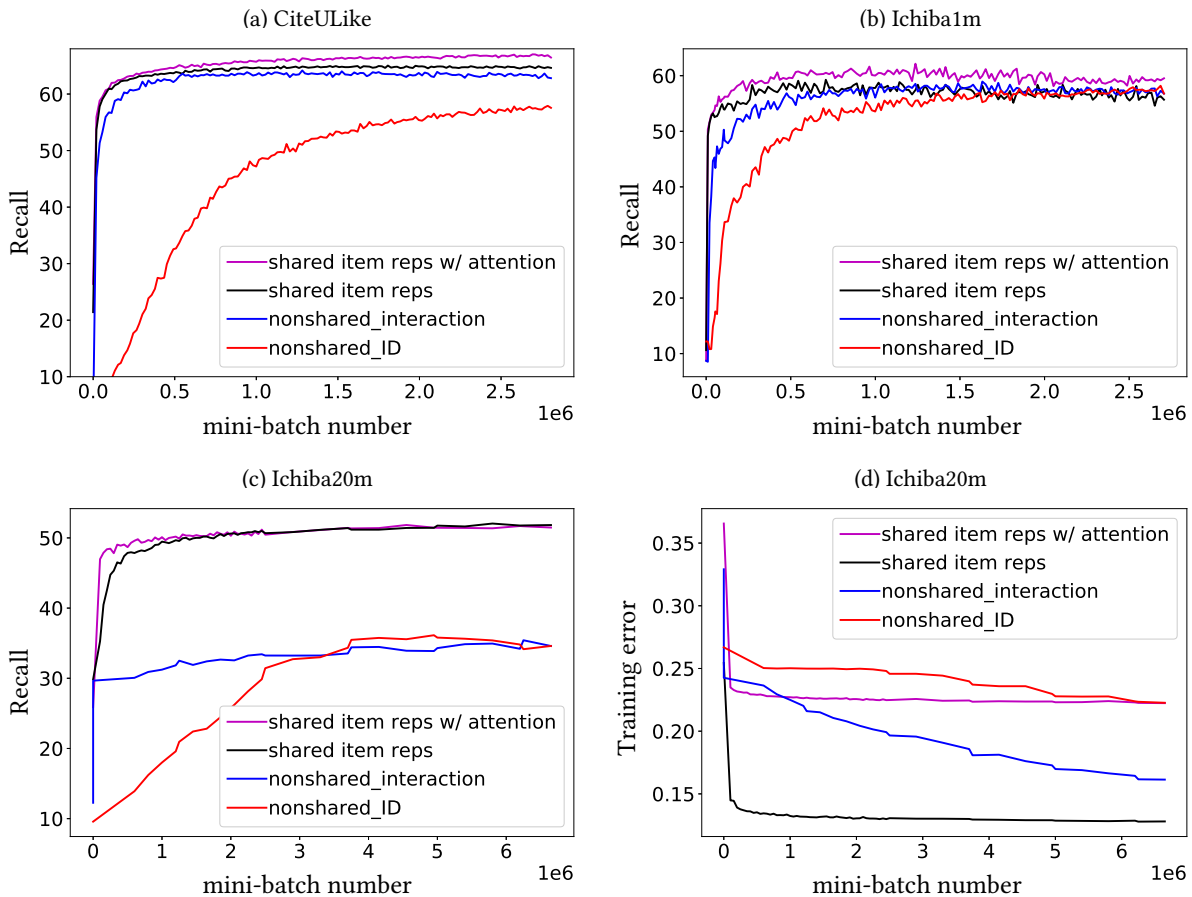 (a) CiteULike
60
50
40
30
20
10
Recall
shared item reps w/ attention
shared item reps
nonshared_interaction
nonshared_ID
0.0 0.5 1.0 1.5 2.0 2.5
1e6
mini-batch number
(b) Ichiba1m
60
50
40
30
20
10
Recall
shared item reps w/ attention
shared item reps
nonshared_interaction
nonshared_ID
0.0 0.5 1.0 1.5 2.0 2.5
1e6
mini-batch number
(c) Ichiba20m
50
40
30
20
10
Recall
shared item reps w/ attention
shared item reps
nonshared_interaction
nonshared_ID
0 1 2 3 4 5 6
1e6
mini-batch number
(d) Ichiba20m
0.35
0.30
0.25
0.20
0.15
Training error
shared item reps w/ attention
shared item reps
nonshared_interaction
nonshared_ID
0 1 2 3 4 5 6
1e6
mini-batch number